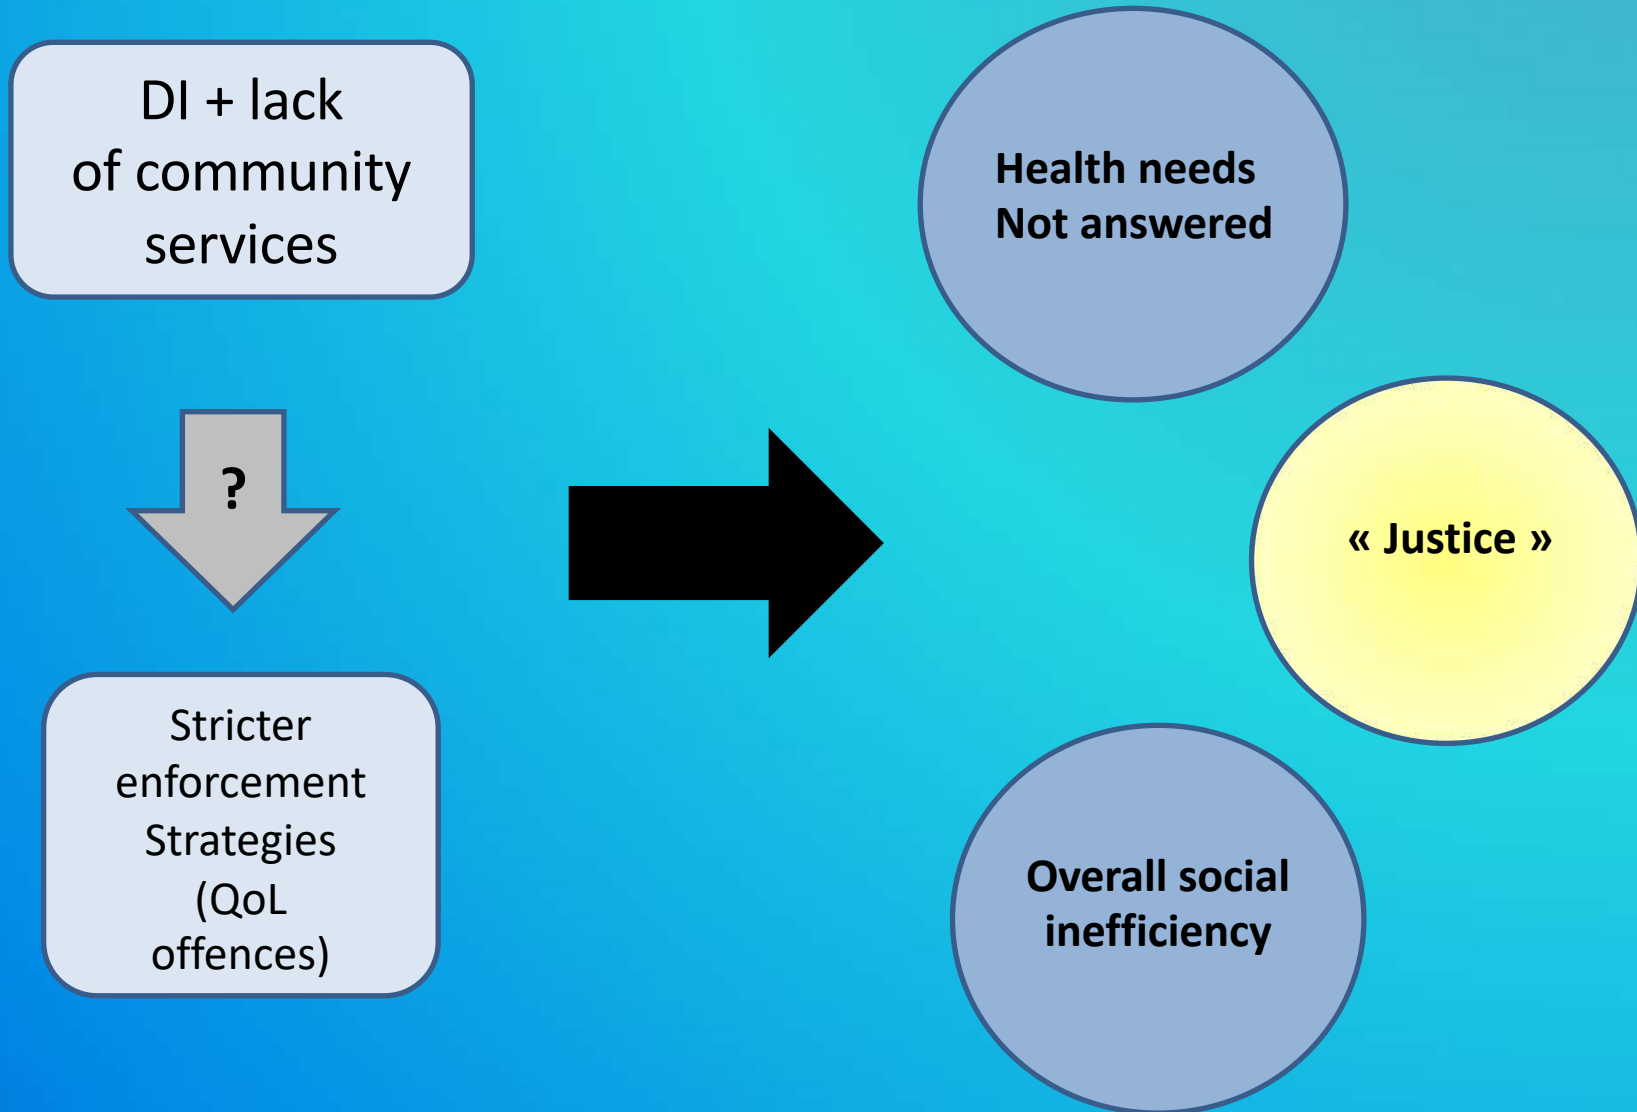 DI + lack
of community
services
?
Stricter
enforcement
Strategies
(QoL
offences)
Health needs
Not answered
« Justice »
Overall social
inefficiency